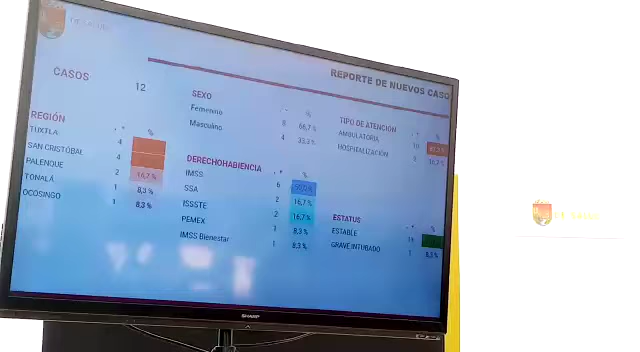 REPORTE DE NUEVOS CASO
CASOS 12
REGIÓN %
TUXTLA 4
SAN CRISTÓBAL 4
PALENQUE 2 16,7 %
TONALÁ 1 8,3 %
OCOSINGO 1 8,3 %
SEXO %
Femenino 8 66,7 %
Masculino 4 33,3 %
DERECHOHABIENCIA %
IMSS 6 50,0 %
SSA 2 16,7 %
ISSSTE 2 16,7 %
PEMEX 1 8,3 %
IMSS Bienestar 1 8,3 %
TIPO DE ATENCIÓN %
AMBULATORIA 10
HOSPITALIZACIÓN 16,7 %
ESTATUS %
ESTABLE 11
GRAVE INTUBADO 1 8,3 %
SHARP